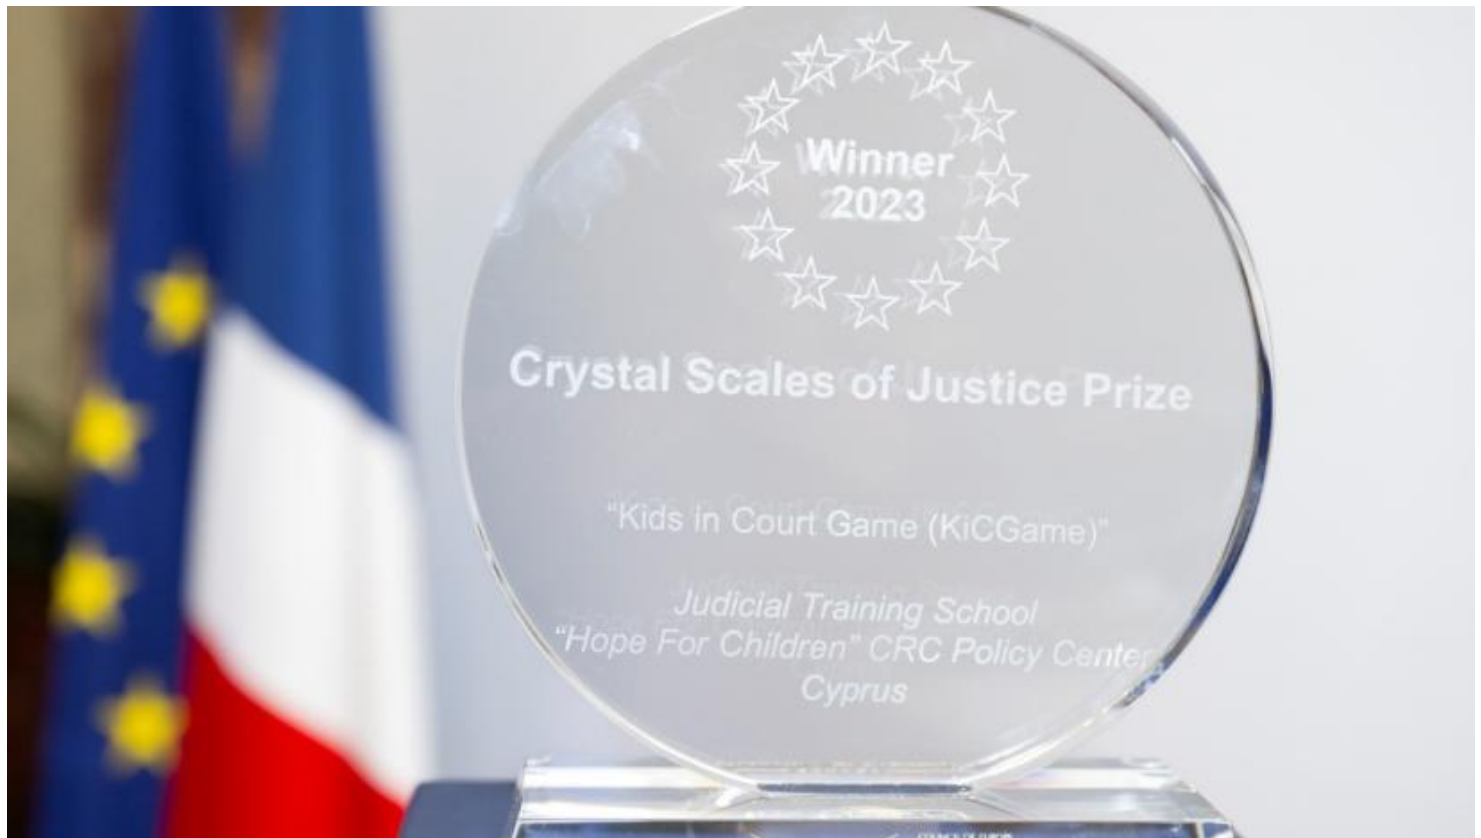 Winner
2023
Crystal Scales of Justice Prize
“Kids in Court Game (KiCGame)”
Judicial Training School
“Hope For Children” CRC Policy Center,
Cyprus